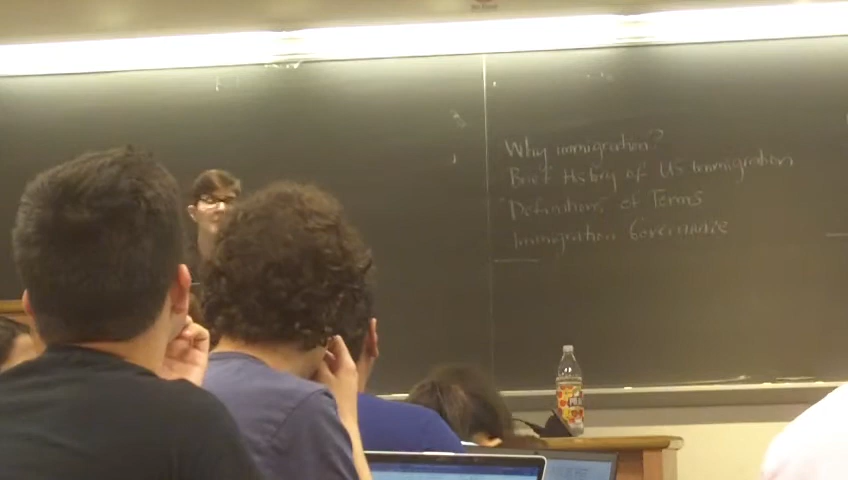 Why immigration?
Brief History of US Immigration
"Definitions" of Terms
Immigration Governance